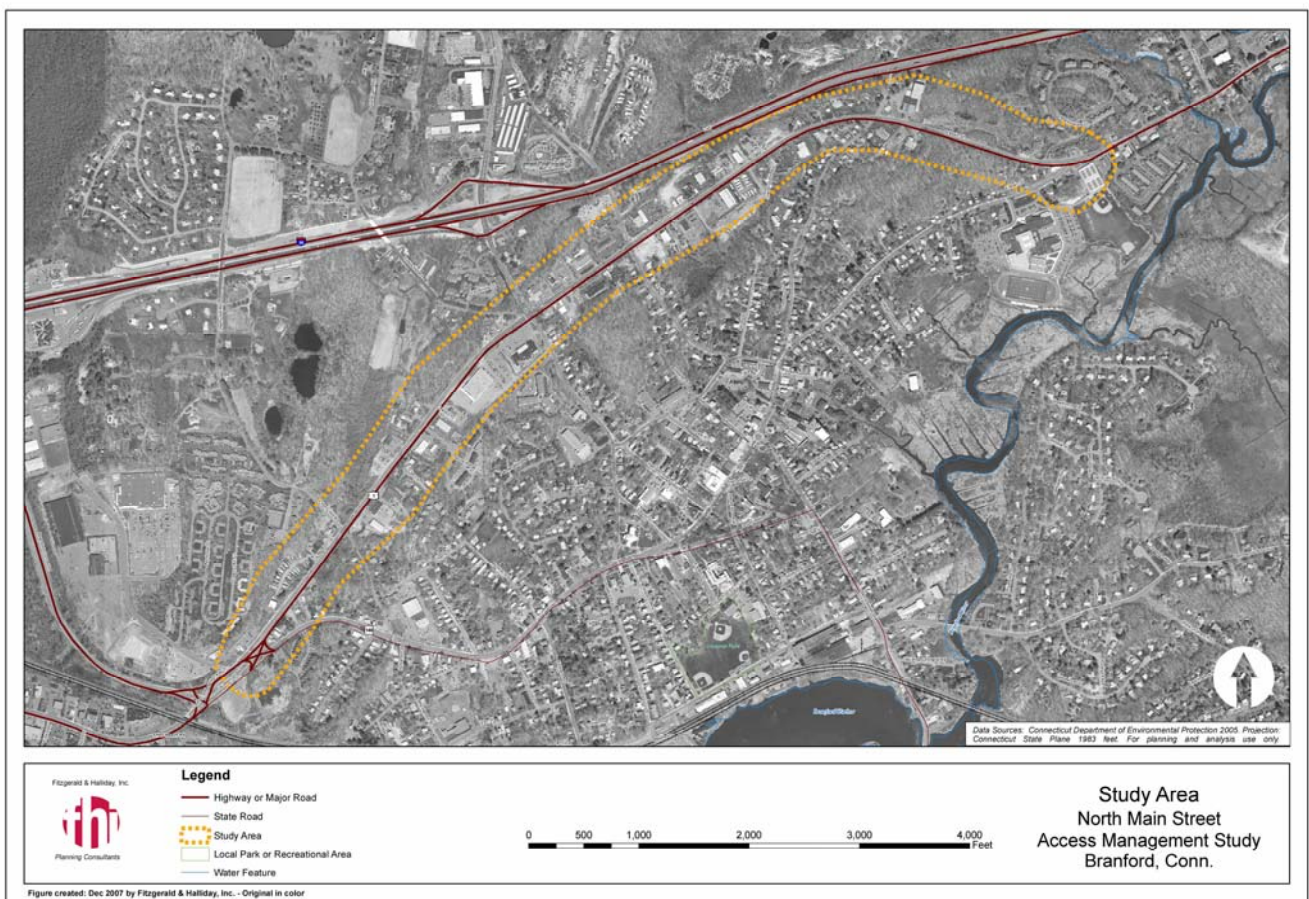 Branford Harbor
Data Sources: Connecticut Department of Environmental Protection 2005. Projection:
Connecticut State Plane 1983 feet. For planning and analysis use only.
Fitzgerald & Halliday, Inc.
fhi
Planning Consultants
Legend
Highway or Major Road
State Road
Study Area
Local Park or Recreational Area
Water Feature
0 500 1,000 2,000 3,000 4,000
Feet
Study Area
North Main Street
Access Management Study
Branford, Conn.
Figure created: Dec 2007 by Fitzgerald & Halliday, Inc. - Original in color